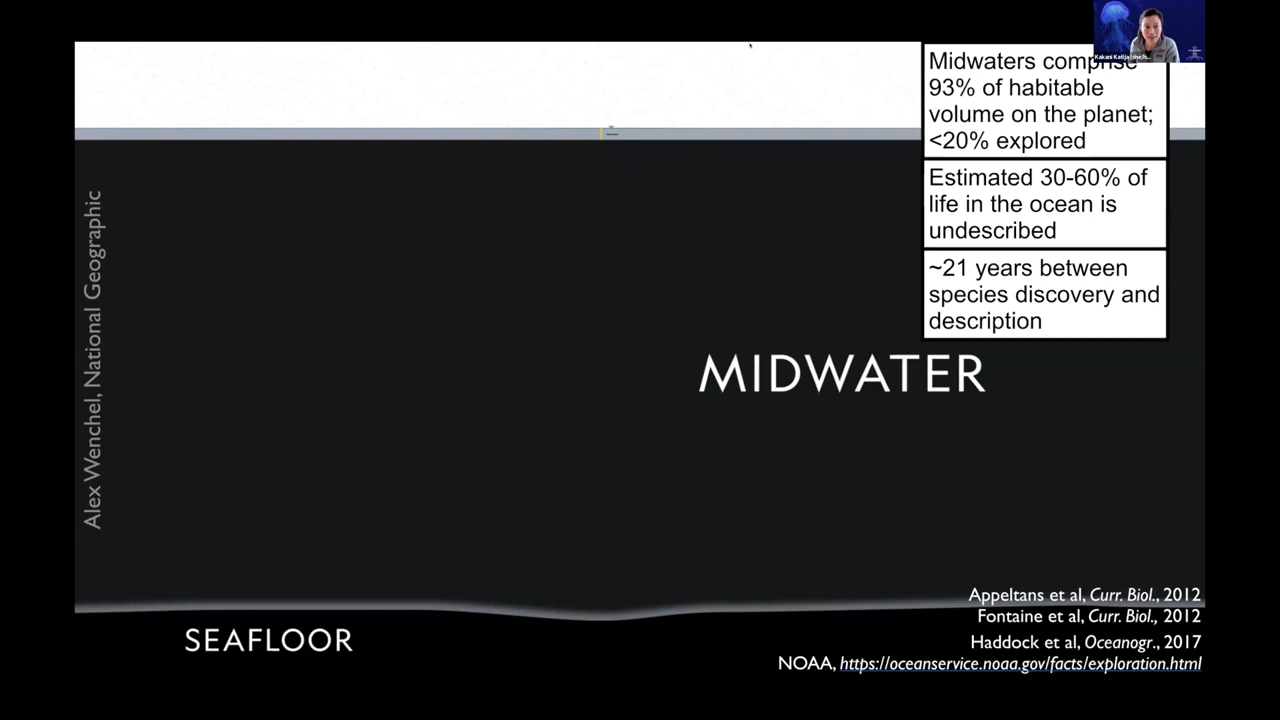 Kakani Katija
Midwaters comprise
93% of habitable
volume on the planet;
<20% explored
Estimated 30-60% of
life in the ocean is
undescribed
~21 years between
species discovery and
description
Alex Wenchel, National Geographic
MIDWATER
SEAFLOOR
Appeltans et al, Curr. Biol., 2012
Fontaine et al, Curr. Biol., 2012
Haddock et al, Oceanogr., 2017
NOAA, https://oceanservice.noaa.gov/facts/exploration.html